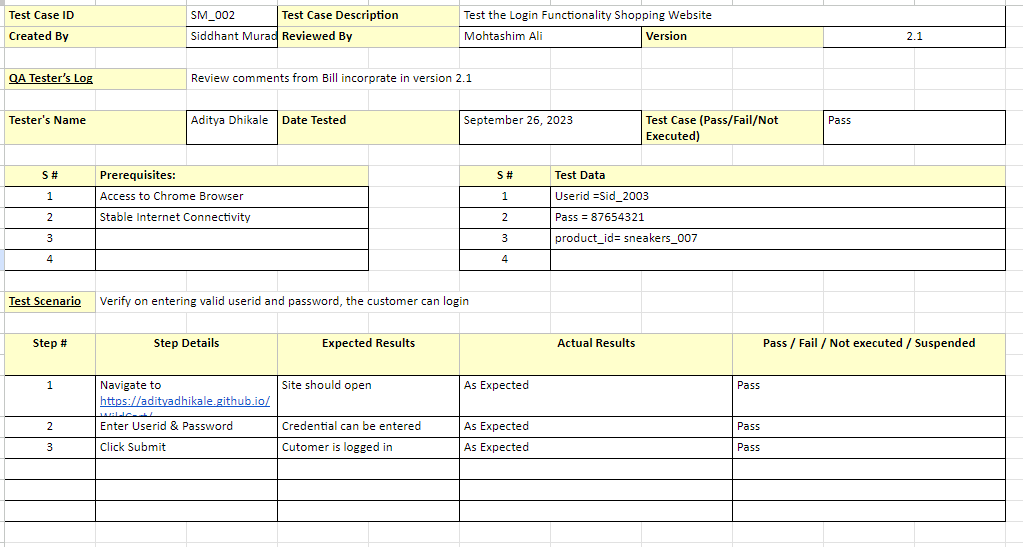 Test Case ID SM_002 Test Case Description Test the Login Functionality Shopping Website
Created By Siddhant Murad Reviewed By Mohtashim Ali Version 2.1
QA Tester's Log Review comments from Bill incorprate in version 2.1
Tester's Name Aditya Dhikale Date Tested September 26, 2023 Test Case (Pass/Fail/Not Pass
Executed)
S # Prerequisites: S # Test Data
1 Access to Chrome Browser 1 Userid =Sid_2003
2 Stable Internet Connectivity 2 Pass = 87654321
3 3 product_id= sneakers_007
4 4
Test Scenario Verify on entering valid userid and password, the customer can login
Step # Step Details Expected Results Actual Results Pass / Fail / Not executed / Suspended
1 Navigate to Site should open As Expected Pass
https://adityadhikale.github.io/
2 Enter Userid & Password Credential can be entered As Expected Pass
3 Click Submit Cutomer is logged in As Expected Pass